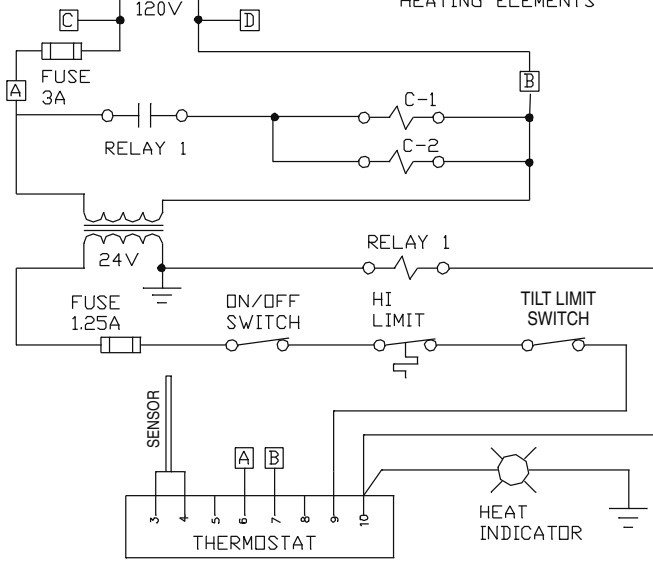 HEATING ELEMENTS
C
120V
D
FUSE
3A
A
B
RELAY 1
C-1
C-2
24V
RELAY 1
FUSE
1.25A
ON/OFF
SWITCH
HI
LIMIT
TILT LIMIT
SWITCH
SENSOR
A
B
3
4
5
6
7
8
9
10
THERMOSTAT
HEAT
INDICATOR